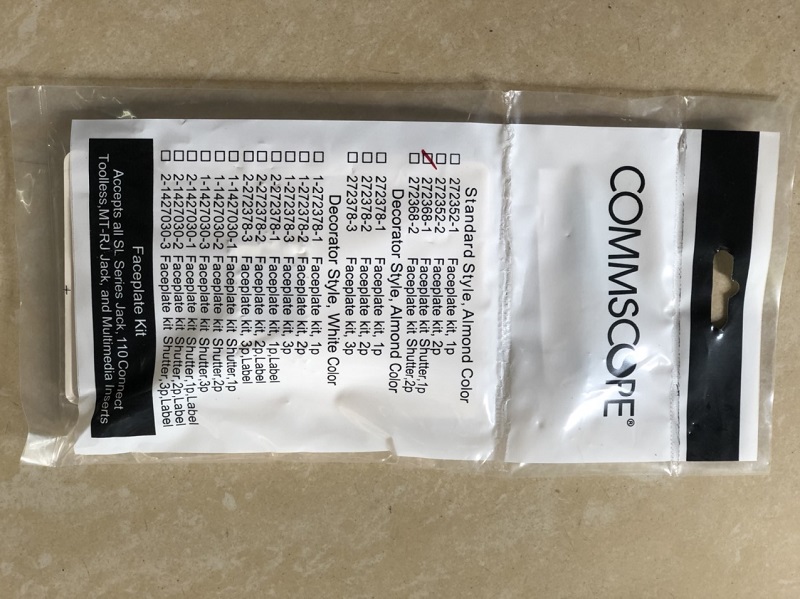 COMMSCOPE®
Standard Style, Almond Color
☐ 272352-1 Faceplate kit, 1p
☐ 272352-2 Faceplate kit, 2p
☑ 272368-1 Faceplate kit Shutter,1p
☐ 272368-2 Faceplate kit Shutter,2p
Decorator Style, Almond Color
☐ 272378-1 Faceplate kit, 1p
☐ 272378-2 Faceplate kit, 2p
☐ 272378-3 Faceplate kit, 3p
Decorator Style, White Color
☐ 1-272378-1 Faceplate kit, 1p
☐ 1-272378-2 Faceplate kit, 2p
☐ 1-272378-3 Faceplate kit, 3p
☐ 2-272378-1 Faceplate kit, 1p,Label
☐ 2-272378-2 Faceplate kit, 2p,Label
☐ 2-272378-3 Faceplate kit, 3p,Label
☐ 1-1427030-1 Faceplate kit Shutter,1p
☐ 1-1427030-2 Faceplate kit Shutter,2p
☐ 1-1427030-3 Faceplate kit Shutter,3p
☐ 2-1427030-1 Faceplate kit Shutter,1p,Label
☐ 2-1427030-2 Faceplate kit Shutter,2p,Label
☐ 2-1427030-3 Faceplate kit Shutter,3p,Label
Faceplate Kit
Accepts all SL Series Jack, 110 Connect
Toolless,MT-RJ Jack, and Multimedia Inserts